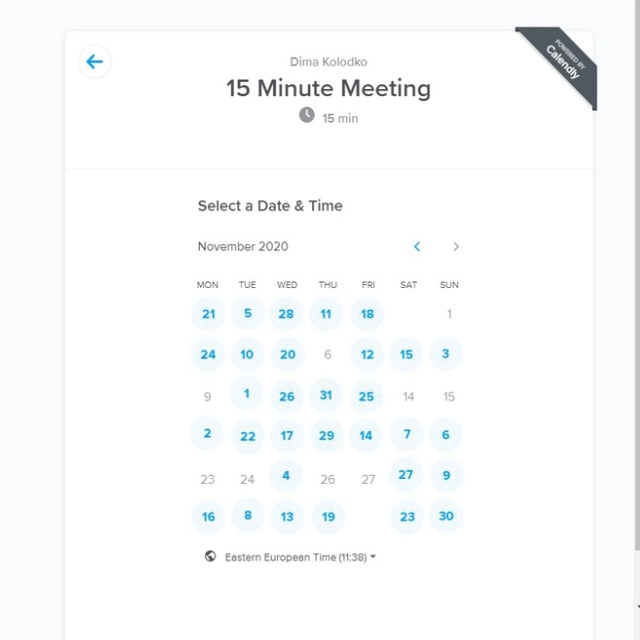 POWERED BY
Calendly
Dima Kolodko
15 Minute Meeting
15 min
Select a Date & Time
November 2020
MON TUE WED THU FRI SAT SUN
21 5 28 11 18 1
24 10 20 6 12 15 3
9 1 26 31 25 14 15
2 22 17 29 14 7 6
23 24 4 26 27 27 9
16 8 13 19 23 30
Eastern European Time (11:38)